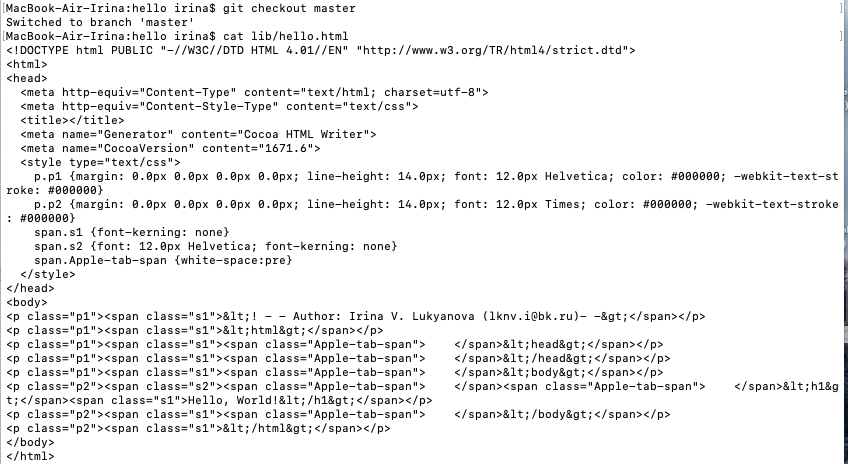 [MacBook-Air-Irina:hello irina$ git checkout master ]
Switched to branch 'master'
[MacBook-Air-Irina:hello irina$ cat lib/hello.html ]
<!DOCTYPE html PUBLIC "-//W3C//DTD HTML 4.01//EN" "http://www.w3.org/TR/html4/strict.dtd">
<html>
<head>
  <meta http-equiv="Content-Type" content="text/html; charset=utf-8">
  <meta http-equiv="Content-Style-Type" content="text/css">
  <title></title>
  <meta name="Generator" content="Cocoa HTML Writer">
  <meta name="CocoaVersion" content="1671.6">
  <style type="text/css">
    p.p1 {margin: 0.0px 0.0px 0.0px 0.0px; line-height: 14.0px; font: 12.0px Helvetica; color: #000000; -webkit-text-st
roke: #000000}
    p.p2 {margin: 0.0px 0.0px 0.0px 0.0px; line-height: 14.0px; font: 12.0px Times; color: #000000; -webkit-text-stroke
: #000000}
    span.s1 {font-kerning: none}
    span.s2 {font: 12.0px Helvetica; font-kerning: none}
    span.Apple-tab-span {white-space:pre}
  </style>
</head>
<body>
<p class="p1"><span class="s1">&lt;! - - Author: Irina V. Lukyanova (lknv.i@bk.ru)- -&gt;</span></p>
<p class="p1"><span class="s1">&lt;html&gt;</span></p>
<p class="p1"><span class="s1"><span class="Apple-tab-span">    </span>&lt;head&gt;</span></p>
<p class="p1"><span class="s1"><span class="Apple-tab-span">    </span>&lt;/head&gt;</span></p>
<p class="p1"><span class="s1"><span class="Apple-tab-span">    </span>&lt;body&gt;</span></p>
<p class="p2"><span class="s2"><span class="Apple-tab-span">    </span><span class="Apple-tab-span">    </span>&lt;h1&g
t;</span><span class="s1">Hello, World!&lt;/h1&gt;</span></p>
<p class="p2"><span class="s1"><span class="Apple-tab-span">    </span>&lt;/body&gt;</span></p>
<p class="p2"><span class="s1">&lt;/html&gt;</span></p>
</body>
</html>